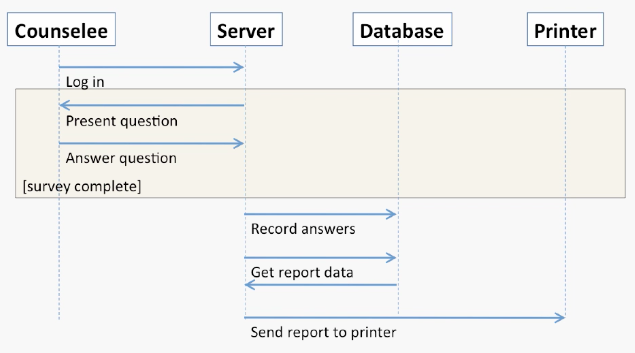 Counselee Server Database Printer
Log in
Present question
Answer question
[survey complete]
Record answers
Get report data
Send report to printer